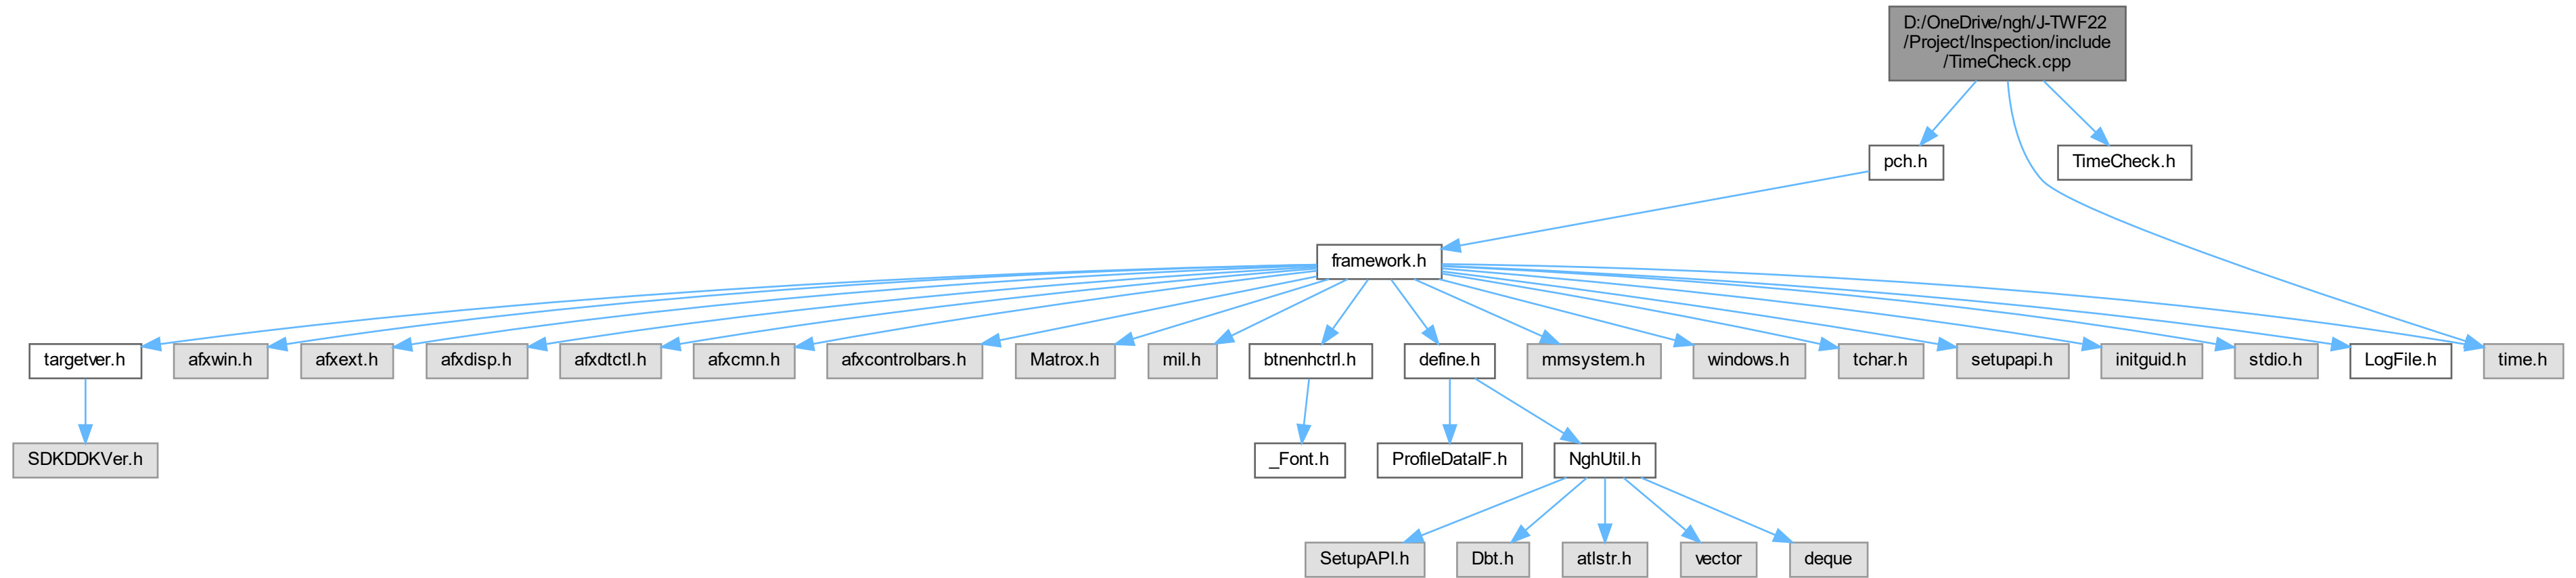 D:/OneDrive/ngh/J-TWF22
/Project/Inspection/include
/TimeCheck.cpp
pch.h
TimeCheck.h
framework.h
targetver.h
afxwin.h
afxext.h
afxdisp.h
afxdtctl.h
afxcmn.h
afxcontrolbars.h
Matrox.h
mil.h
btnenhctrl.h
define.h
mmsystem.h
windows.h
tchar.h
setupapi.h
initguid.h
stdio.h
LogFile.h
time.h
SDKDDKVer.h
_Font.h
ProfileDataIF.h
NghUtil.h
SetupAPI.h
Dbt.h
atlstr.h
vector
deque